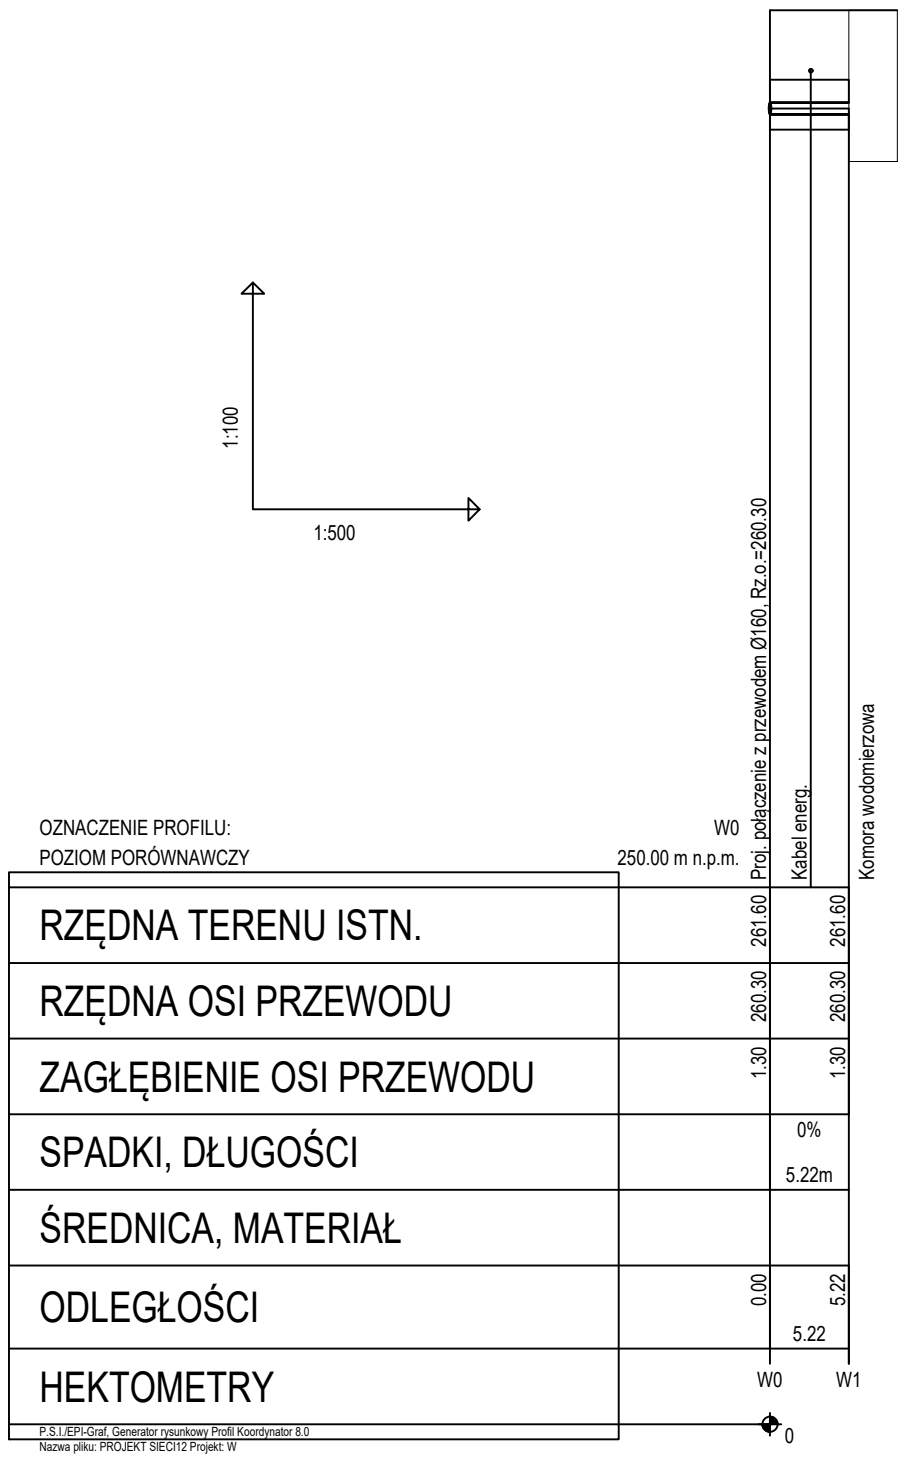 1:100
1:500
Proj. połączenie z przewodem Ø160, Rz.o.=260.30
Kabel energ.
Komora wodomierzowa
OZNACZENIE PROFILU: W0
POZIOM PORÓWNAWCZY 250.00 m n.p.m.
RZĘDNA TERENU ISTN. 261.60 261.60
RZĘDNA OSI PRZEWODU 260.30 260.30
ZAGŁĘBIENIE OSI PRZEWODU 1.30 1.30
SPADKI, DŁUGOŚCI 0% 5.22m
ŚREDNICA, MATERIAŁ
ODLEGŁOŚCI 0.00 5.22 5.22
HEKTOMETRY W0 W1
0
P.S.I./EPI-Graf, Generator rysunkowy Profil Koordynator 8.0
Nazwa pliku: PROJEKT SIECI12 Projekt: W